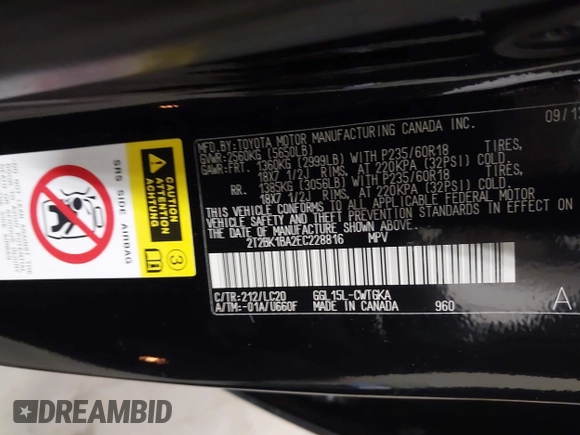 MFD.BY:TOYOTA MOTOR MANUFACTURING CANADA INC. 09/13
GVWR:2560KG(5650LB)
GAWR:FRT. 1360KG(2999LB)WITH P235/60R18 TIRES,
18X7 1/2J RIMS, AT 220KPA(32PSI)COLD
RR. 1385KG(3056LB)WITH P235/60R18 TIRES,
18X7 1/2J RIMS, AT 220KPA(32PSI)COLD.
THIS VEHICLE CONFORMS TO ALL APPLICABLE FEDERAL MOTOR
VEHICLE SAFETY AND THEFT PREVENTION STANDARDS IN EFFECT ON
THE DATE OF MANUFACTURE SHOWN ABOVE.
2T2BK1BA2EC228816 MPV
C/TR:212/LC20 GGL15L-CWTGKA
A/TM:-01A/U660F MADE IN CANADA 960 A
SRS SIDE AIRBAG
CAUTION
ATTENTION
ACHTUNG
3
DREAMBID